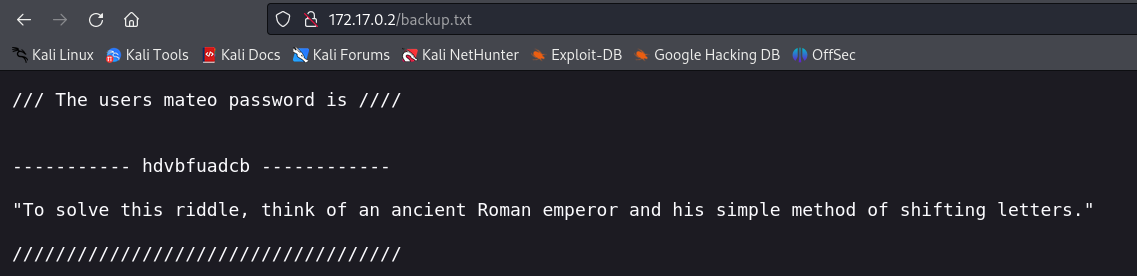 172.17.0.2/backup.txt
Kali Linux Kali Tools Kali Docs Kali Forums Kali NetHunter Exploit-DB Google Hacking DB OffSec
/// The users mateo password is ////
----------- hdvbfuadcb ------------
"To solve this riddle, think of an ancient Roman emperor and his simple method of shifting letters."
////////////////////////////////////